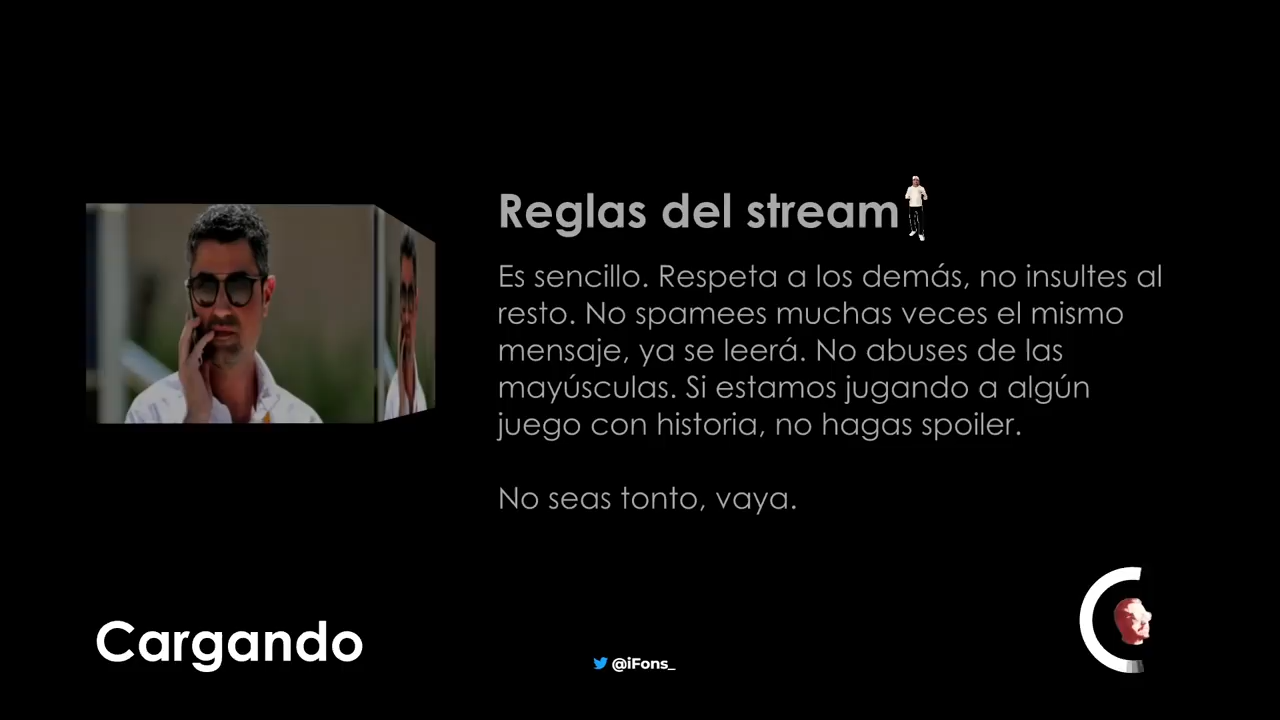 Reglas del stream
Es sencillo. Respeta a los demás, no insultes al
resto. No spamees muchas veces el mismo
mensaje, ya se leerá. No abuses de las
mayúsculas. Si estamos jugando a algún
juego con historia, no hagas spoiler.
No seas tonto, vaya.
Cargando
@iFons_